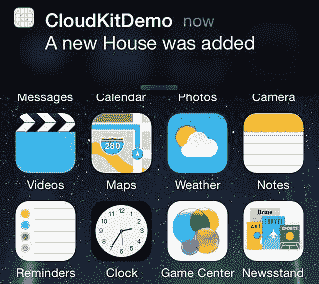 CloudKitDemo now
A new House was added
Messages Calendar Photos Camera
280
Videos Maps Weather Notes
Reminders Clock Game Center Newsstand